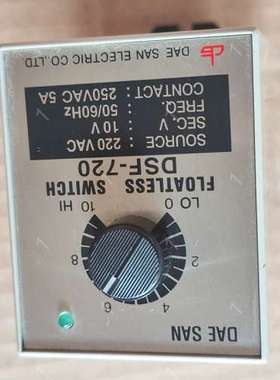 DAE SAN
4
6
2
8
LO 0
10 HI
FLOATLESS SWITCH
DSF-720
SOURCE : 220 VAC
SEC. V : 10 V
FREQ. : 50/60Hz
CONTACT : 250VAC 5A
DAE SAN ELECTRIC CO. LTD